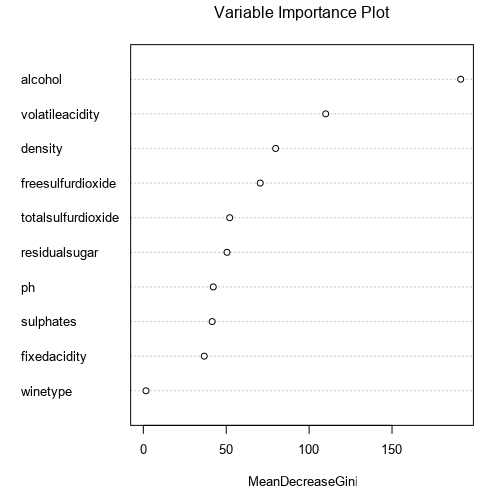 Variable Importance Plot
alcohol
volatileacidity
density
freesulfurdioxide
totalsulfurdioxide
residualsugar
ph
sulphates
fixedacidity
winetype
0 50 100 150
MeanDecreaseGini